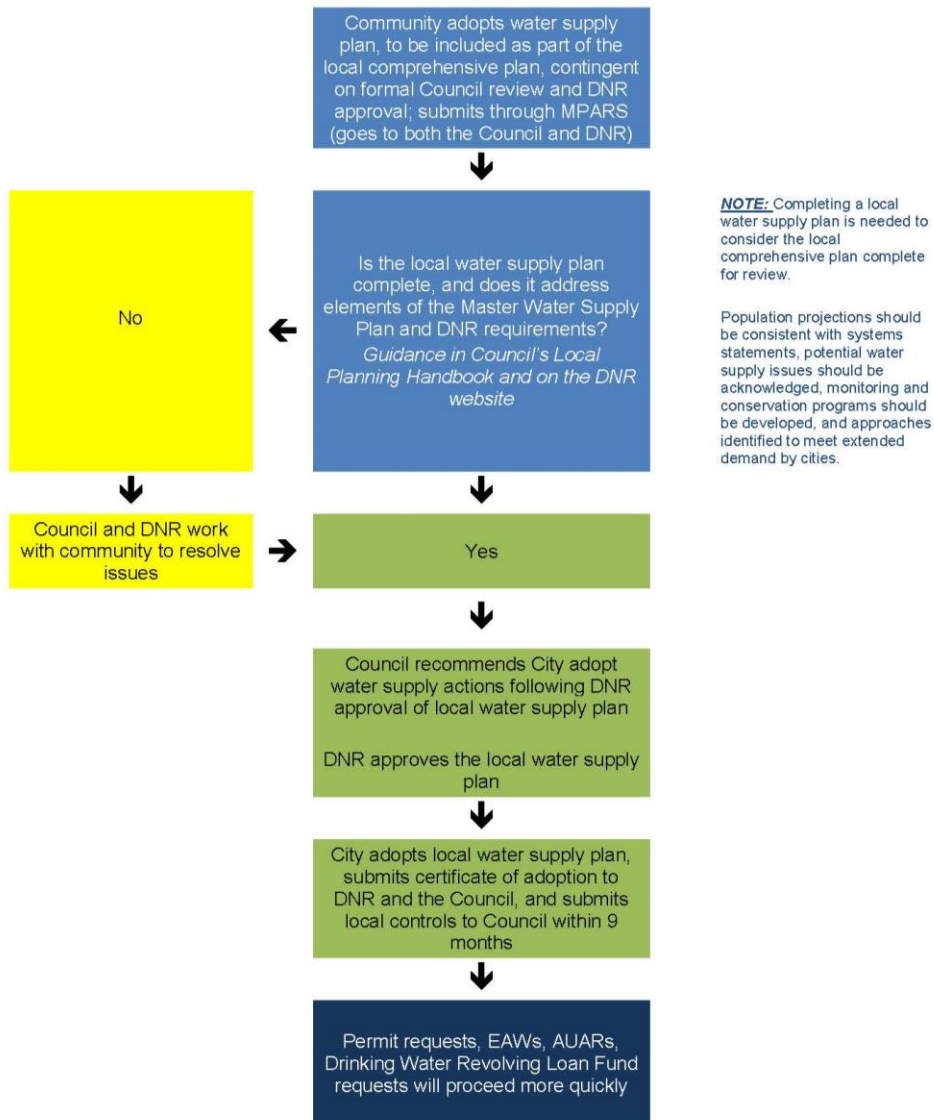 Community adopts water supply
plan, to be included as part of the
local comprehensive plan, contingent
on formal Council review and DNR
approval; submits through MPARS
(goes to both the Council and DNR)
No
Is the local water supply plan
complete, and does it address
elements of the Master Water Supply
Plan and DNR requirements?
Guidance in Council's Local
Planning Handbook and on the DNR
website
NOTE: Completing a local
water supply plan is needed to
consider the local
comprehensive plan complete
for review.
Population projections should
be consistent with systems
statements, potential water
supply issues should be
acknowledged, monitoring and
conservation programs should
be developed, and approaches
identified to meet extended
demand by cities.
Council and DNR work
with community to resolve
issues
Yes
Council recommends City adopt
water supply actions following DNR
approval of local water supply plan
DNR approves the local water supply
plan
City adopts local water supply plan,
submits certificate of adoption to
DNR and the Council, and submits
local controls to Council within 9
months
Permit requests, EAWs, AUARs,
Drinking Water Revolving Loan Fund
requests will proceed more quickly